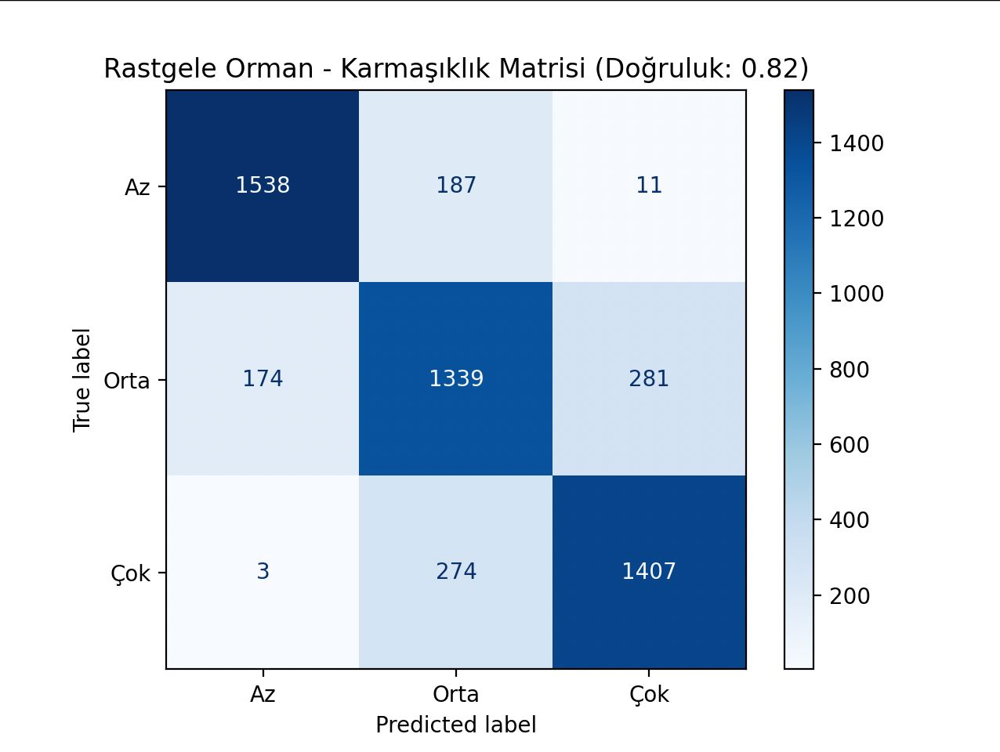 Rastgele Orman - Karmaşıklık Matrisi (Doğruluk: 0.82)
Az 1538 187 11
Orta 174 1339 281
Çok 3 274 1407
Az Orta Çok
Predicted label
True label
1400
1200
1000
800
600
400
200